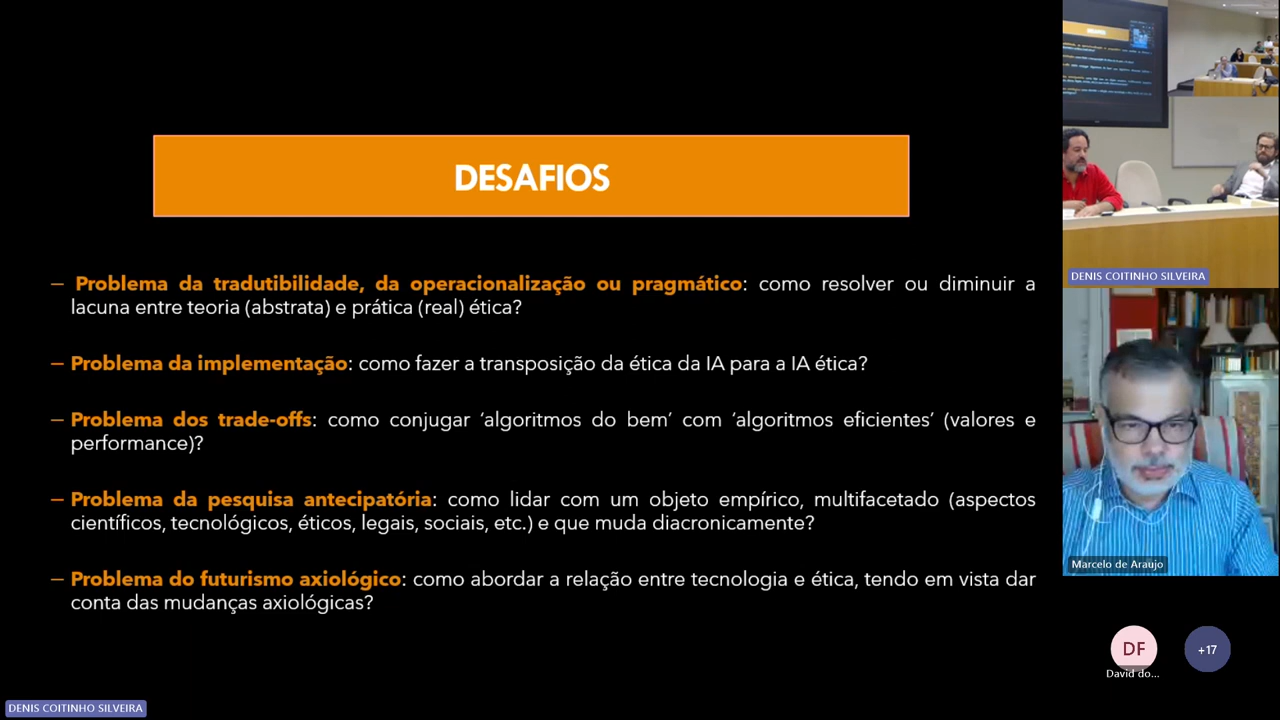 DESAFIOS
— Problema da tradutibilidade, da operacionalização ou pragmático: como resolver ou diminuir a
lacuna entre teoria (abstrata) e prática (real) ética?
— Problema da implementação: como fazer a transposição da ética da IA para a IA ética?
— Problema dos trade-offs: como conjugar ‘algoritmos do bem’ com ‘algoritmos eficientes’ (valores e
performance)?
— Problema da pesquisa antecipatória: como lidar com um objeto empírico, multifacetado (aspectos
científicos, tecnológicos, éticos, legais, sociais, etc.) e que muda diacronicamente?
— Problema do futurismo axiológico: como abordar a relação entre tecnologia e ética, tendo em vista dar
conta das mudanças axiológicas?
DENIS COITINHO SILVEIRA
DENIS COITINHO SILVEIRA
Marcelo de Araujo
DF
David do...
+17